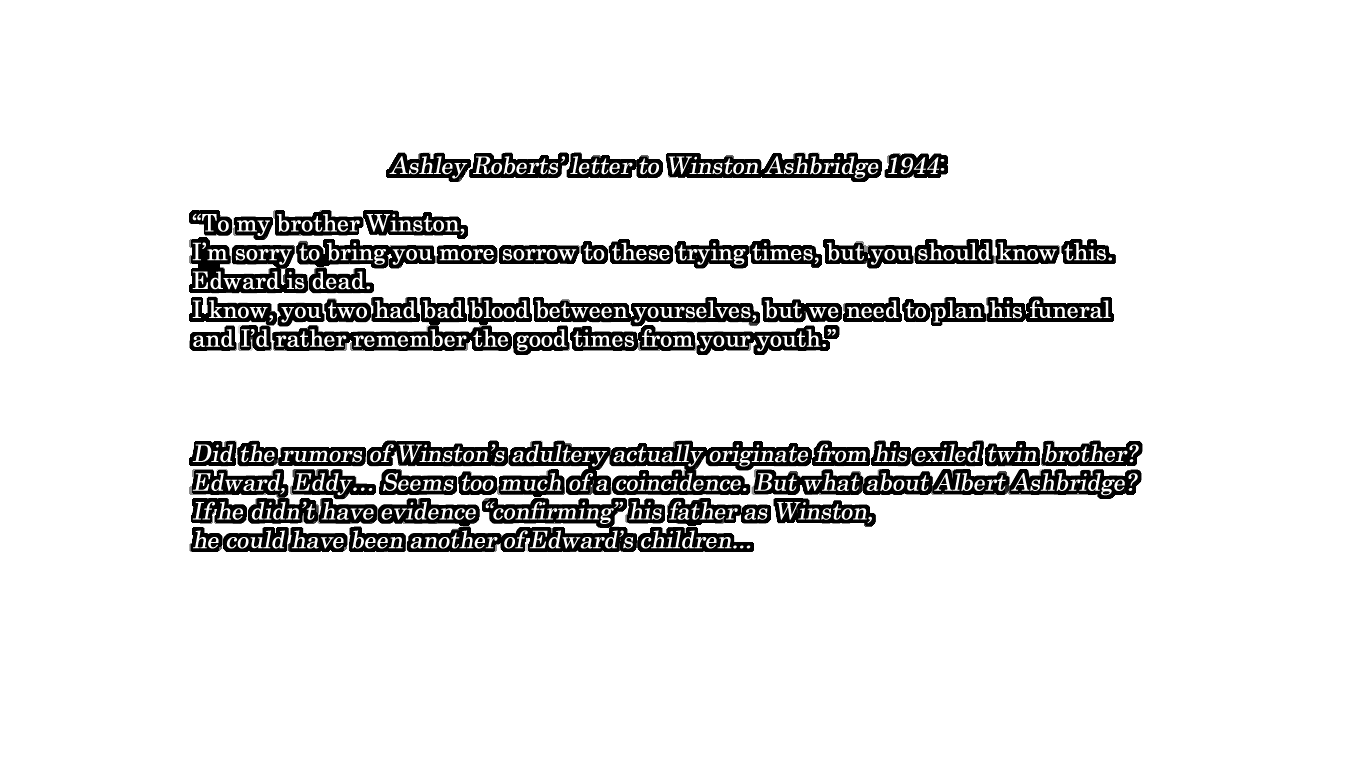 Ashley Roberts’ letter to Winston Ashbridge 1944:
“To my brother Winston,
I’m sorry to bring you more sorrow to these trying times, but you should know this.
Edward is dead.
I know, you two had bad blood between yourselves, but we need to plan his funeral
and I’d rather remember the good times from your youth.”
Did the rumors of Winston’s adultery actually originate from his exiled twin brother?
Edward, Eddy... Seems too much of a coincidence. But what about Albert Ashbridge?
If he didn’t have evidence “confirming” his father as Winston,
he could have been another of Edward’s children...